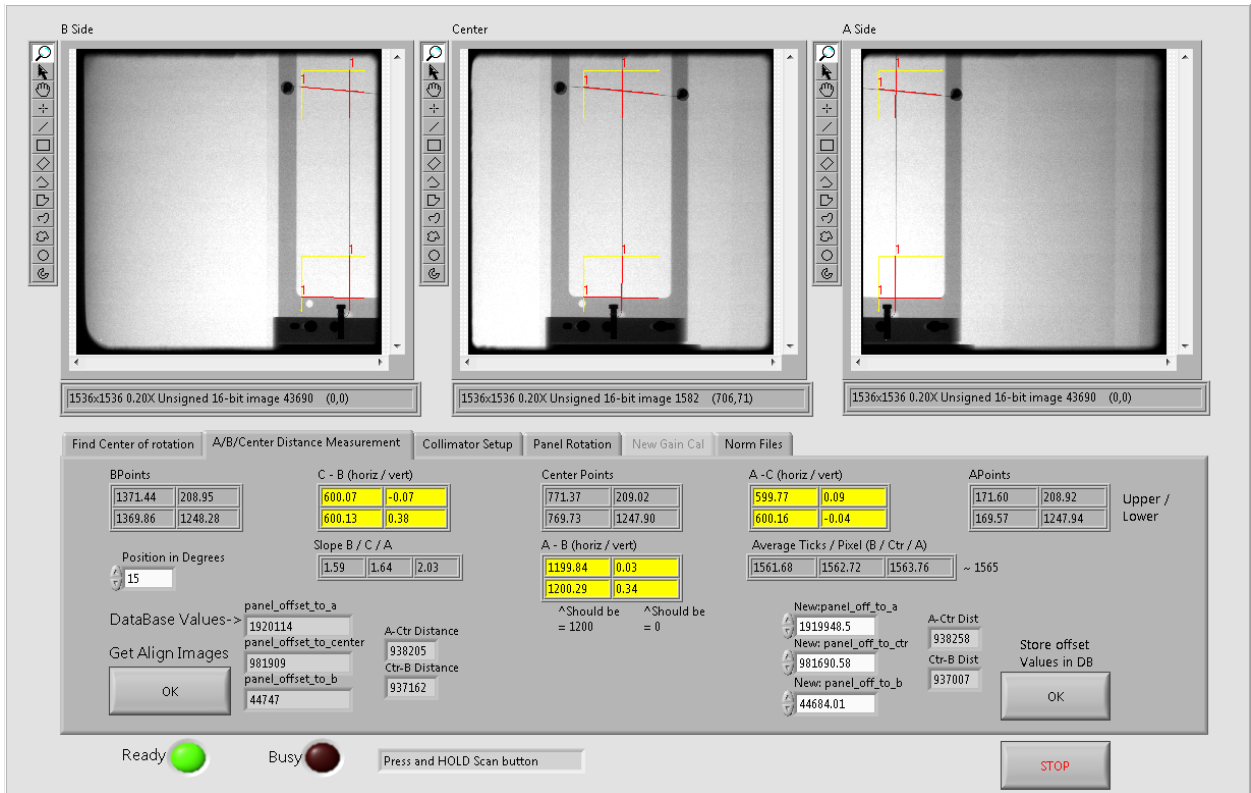 B Side
Center
A Side
1
1
1
1
1
1
1
1
1
1
1
1
1536x1536 0.20X Unsigned 16-bit image 43690 (0,0)
1536x1536 0.20X Unsigned 16-bit image 1582 (706,71)
1536x1536 0.20X Unsigned 16-bit image 43690 (0,0)
Find Center of rotation
A/B/Center Distance Measurement
Collimator Setup
Panel Rotation
New Gain Cal
Norm Files
BPoints
1371.44 208.95
1369.86 1248.28
C - B (horiz / vert)
600.07 -0.07
600.13 0.38
Center Points
771.37 209.02
769.73 1247.90
A -C (horiz / vert)
599.77 0.09
600.16 -0.04
APoints
171.60 208.92
169.57 1247.94
Upper /
Lower
Position in Degrees
15
Slope B / C / A
1.59 1.64 2.03
A - B (horiz / vert)
1199.84 0.03
1200.29 0.34
^Should be
= 1200
^Should be
= 0
Average Ticks / Pixel (B / Ctr / A)
1561.68 1562.72 1563.76 ~ 1565
DataBase Values->
panel_offset_to_a
1920114
panel_offset_to_center
981909
panel_offset_to_b
44747
Get Align Images
OK
A-Ctr Distance
938205
Ctr-B Distance
937162
New:panel_off_to_a
1919948.5
New: panel_off_to_ctr
981690.58
New: panel_off_to_b
44684.01
A-Ctr Dist
938258
Ctr-B Dist
937007
Store offset
Values in DB
OK
Ready
Busy
Press and HOLD Scan button
STOP